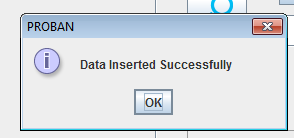 PROBAN
Data Inserted Successfully
OK